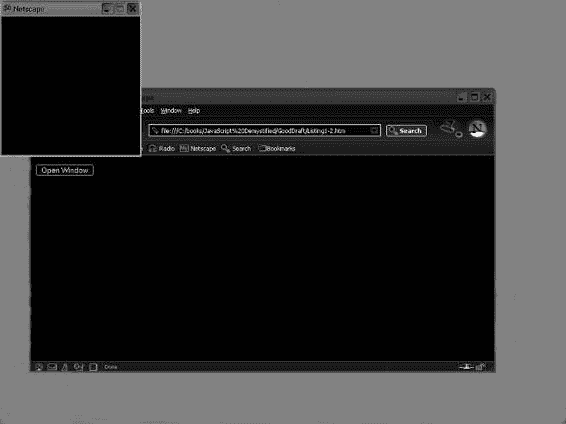 Netscape
Tools Window Help
file:///C:/books/JavaScript%20Demystified/GoodDraft/Listing1-2.htm
Search
N
Radio Netscape Search Bookmarks
Open Window
Done